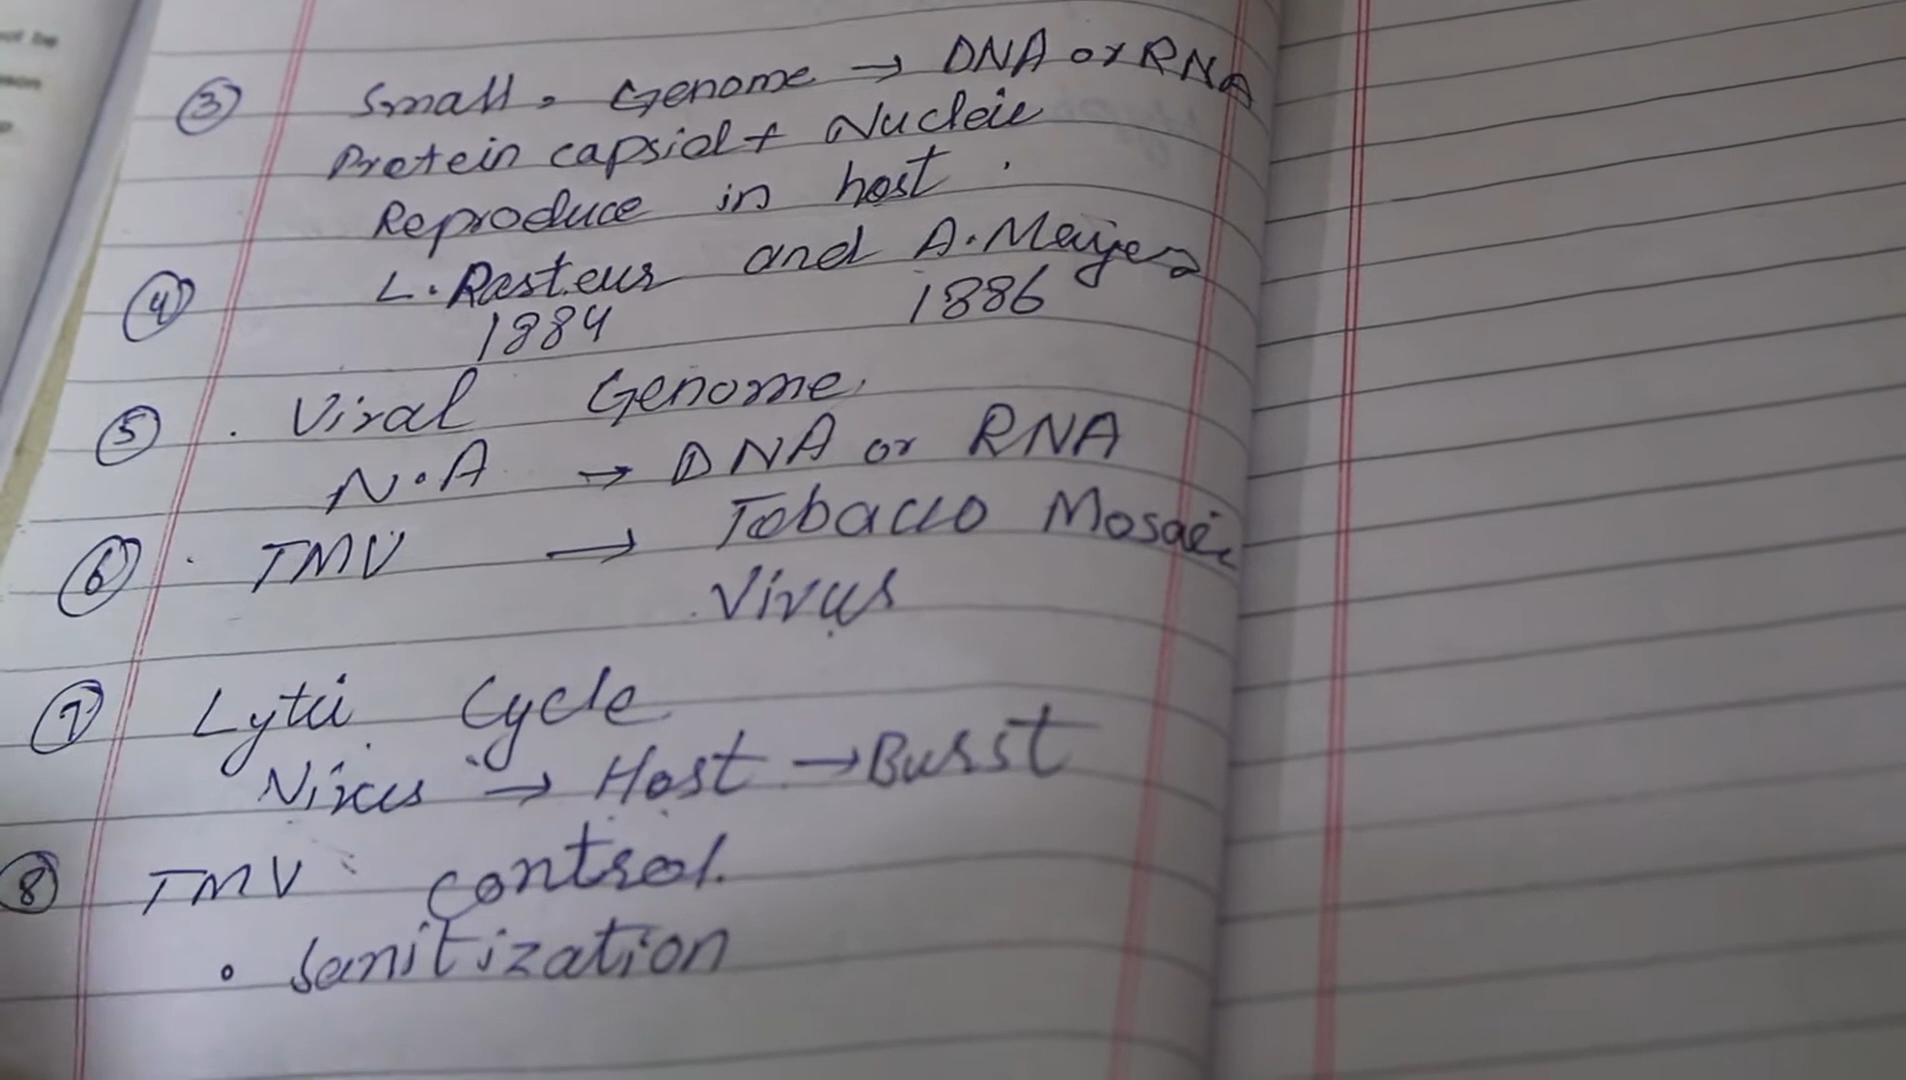 ③ Small. Genome → DNA or RNA
Protein capsid + Nucleic
Reproduce in host.
④ L. Pasteur and A. Meiyer
1884 1886
⑤ . Viral Genome
N.A → DNA or RNA
⑥ . TMV → Tobacco Mosaic
Virus
⑦ Lytic Cycle
Virus → Host → Burst
⑧ TMV control.
• Sanitization